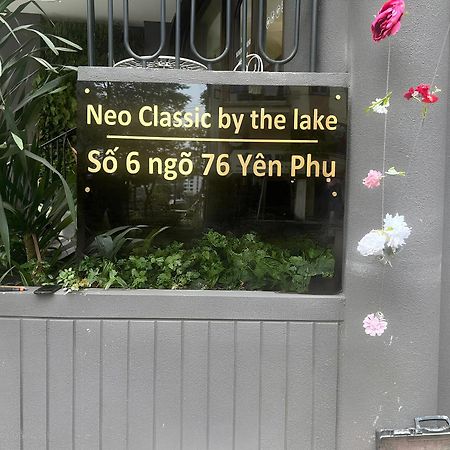 Neo Classic by the lake
Số 6 ngõ 76 Yên Phụ